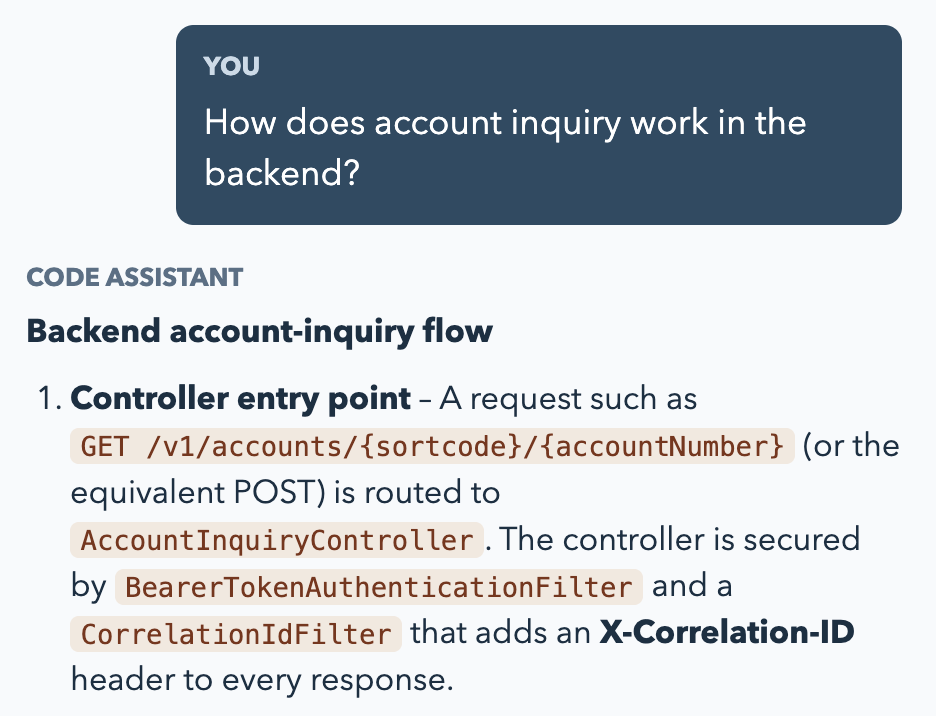 YOU
How does account inquiry work in the
backend?
CODE ASSISTANT
Backend account-inquiry flow
1. Controller entry point – A request such as
GET /v1/accounts/{sortcode}/{accountNumber} (or the
equivalent POST) is routed to
AccountInquiryController. The controller is secured
by BearerTokenAuthenticationFilter and a
CorrelationIdFilter that adds an X-Correlation-ID
header to every response.